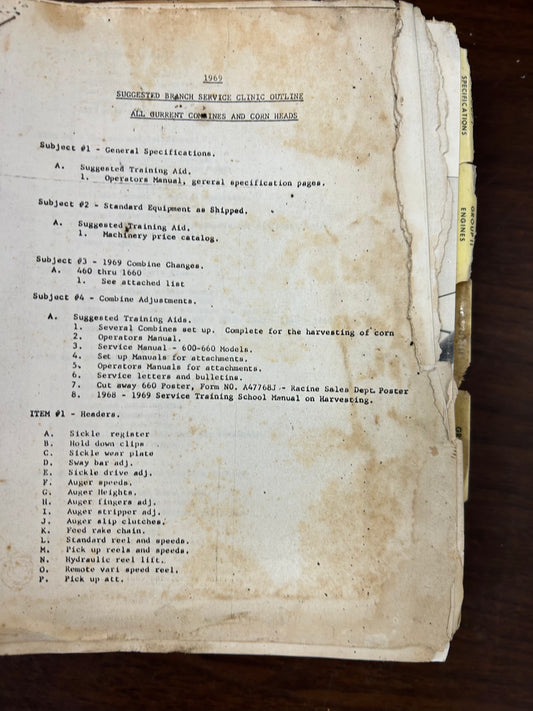 1969
SUGGESTED BRANCH SERVICE CLINIC OUTLINE
ALL CURRENT COMBINES AND CORN HEADS
Subject #1 - General Specifications.
A. Suggested Training Aid.
1. Operators Manual, gereral specification pages.
Subject #2 - Standard Equipment as Shipped.
A. Suggested Training Aid.
1. Machinery price catalog.
Subject #3 - 1969 Combine Changes.
A. 460 thru 1660
1. See attached list
Subject #4 - Combine Adjustments.
A. Suggested Training Aids.
1. Several Combines set up. Complete for the harvesting of corn
2. Operators Manual.
3. Service Manual - 600-660 Models.
4. Set up Manuals for attachments.
5. Operators Manuals for attachments.
6. Service letters and bulletins.
7. Cut away 660 Poster, Form NO. A47768J - Racine Sales Dept. Poster
8. 1968 - 1969 Service Training School Manual on Harvesting.
ITEM #1 - Headers.
A. Sickle register
B. Hold down clips
C. Sickle wear plate
D. Sway bar adj.
E. Sickle drive adj.
F. Auger speeds.
G. Auger Heights.
H. Auger fingers adj.
I. Auger stripper adj.
J. Auger slip clutches.
K. Feed rake chain.
L. Standard reel and speeds.
M. Pick up reels and speeds.
N. Hydraulic reel lift.
O. Remote vari speed reel.
P. Pick up att.
SPECIFICATIONS
ENGINES